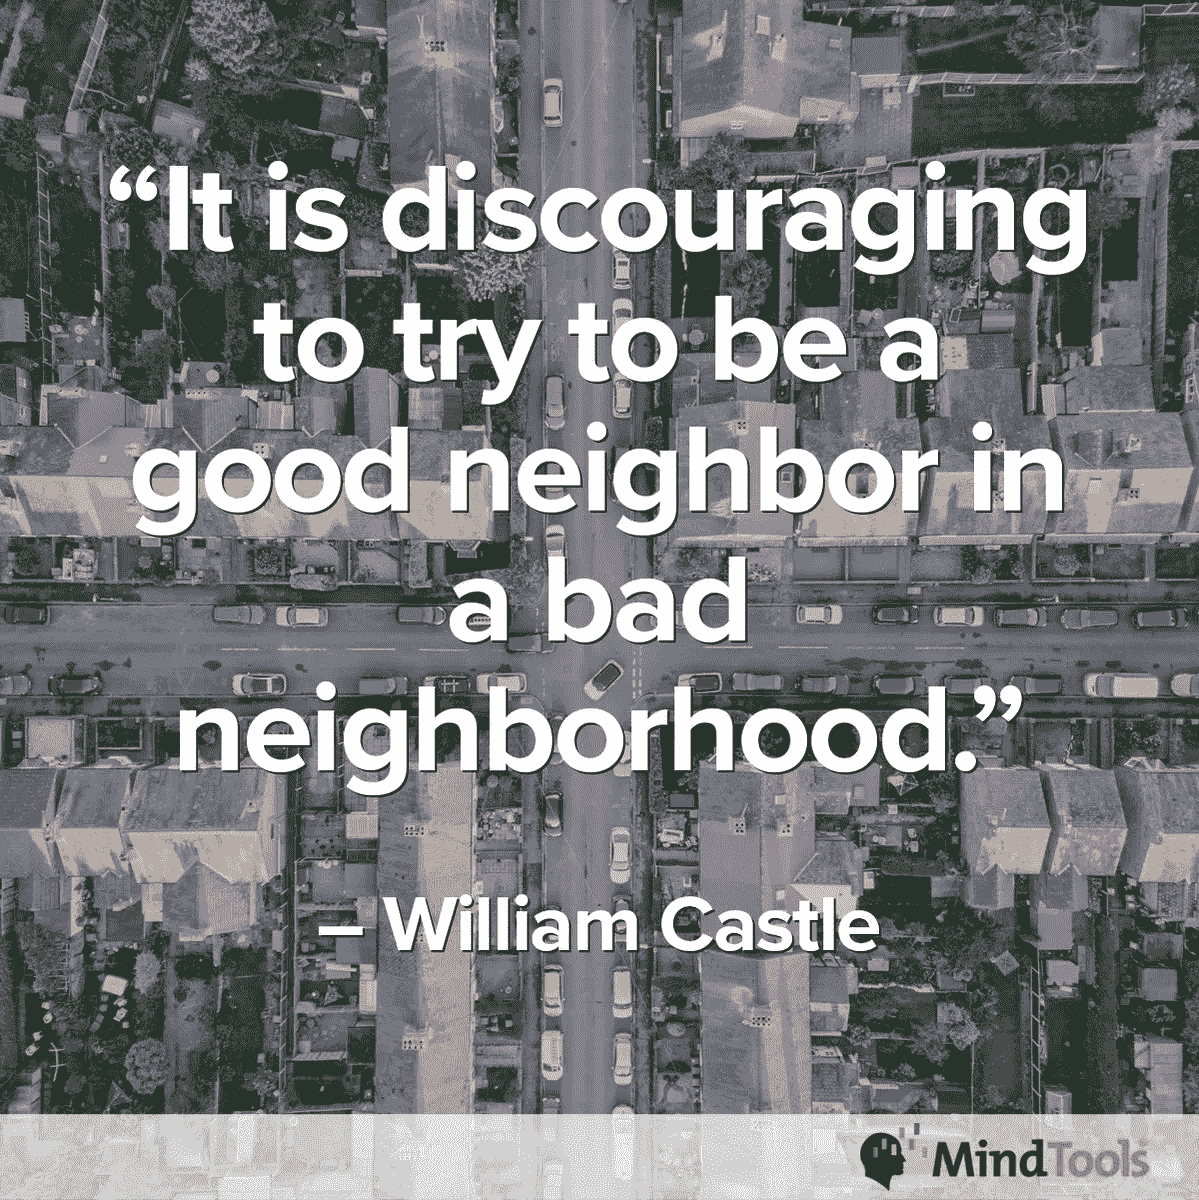 “It is discouraging
to try to be a
good neighbor in
a bad
neighborhood.”
– William Castle
MindTools